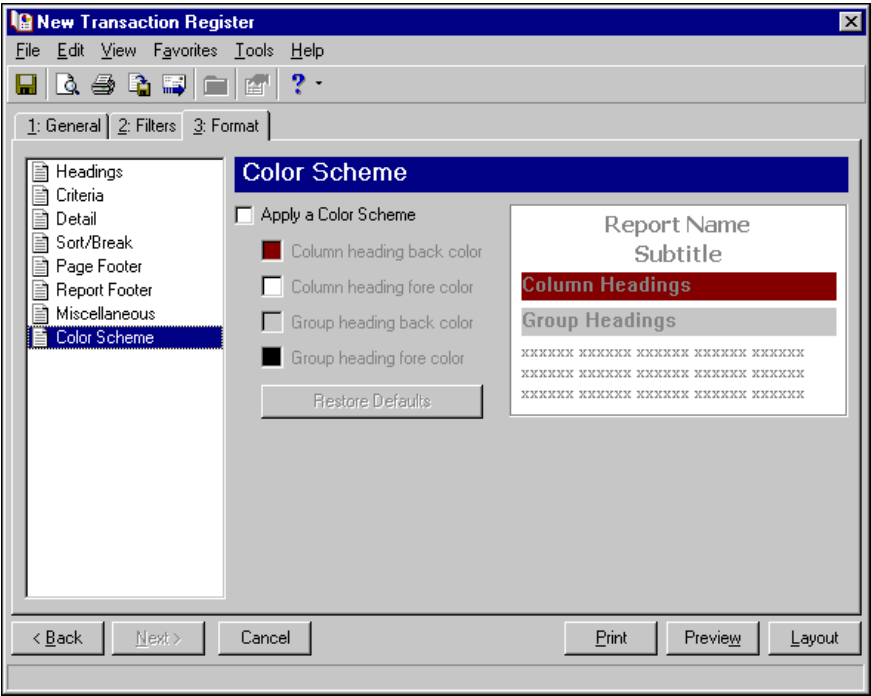 New Transaction Register
File Edit View Favorites Tools Help
?
1: General 2: Filters 3: Format
Headings
Criteria
Detail
Sort/Break
Page Footer
Report Footer
Miscellaneous
Color Scheme
Color Scheme
Apply a Color Scheme
Column heading back color
Column heading fore color
Group heading back color
Group heading fore color
Restore Defaults
Report Name
Subtitle
Column Headings
Group Headings
xxxxxx xxxxxx xxxxxx xxxxxx xxxxxx
xxxxxx xxxxxx xxxxxx xxxxxx xxxxxx
xxxxxx xxxxxx xxxxxx xxxxxx xxxxxx
< Back Next > Cancel Print Preview Layout